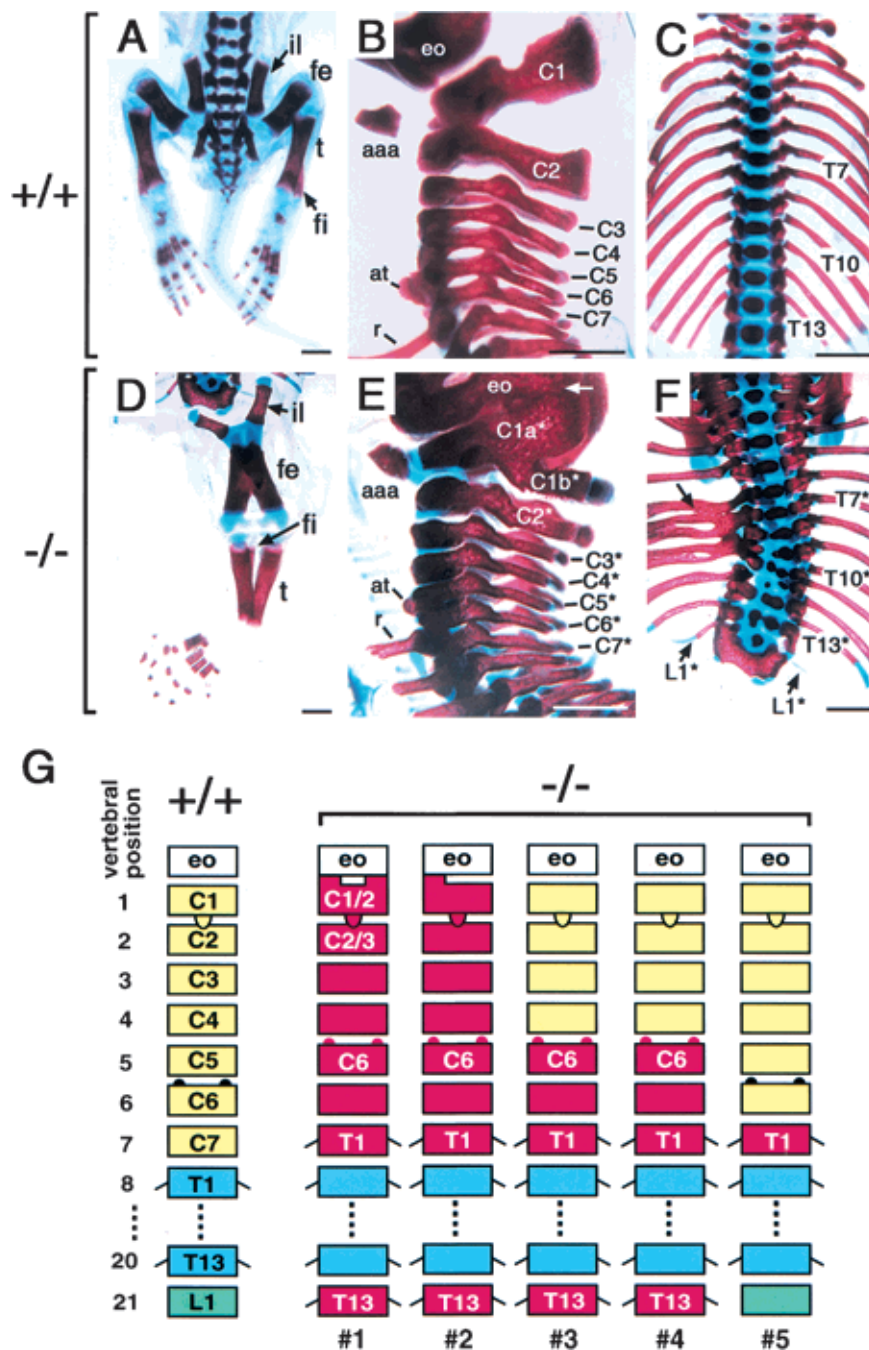 A
il
fe
t
fi
B
eo
C1
aaa
C2
C3
C4
C5
C6
C7
at
r
C
T7
T10
T13
+/+
D
il
fe
fi
t
E
eo
C1a*
C1b*
aaa
C2*
C3*
C4*
C5*
C6*
C7*
at
r
F
T7*
T10*
T13*
L1*
L1*
-/-
G
vertebral position
+/+
-/-
eo eo eo eo eo eo
1 C1 C1/2
2 C2 C2/3
3 C3
4 C4
5 C5 C6 C6 C6 C6
6 C6
7 C7 T1 T1 T1 T1 T1
8 T1
20 T13
21 L1 T13 T13 T13 T13
#1 #2 #3 #4 #5